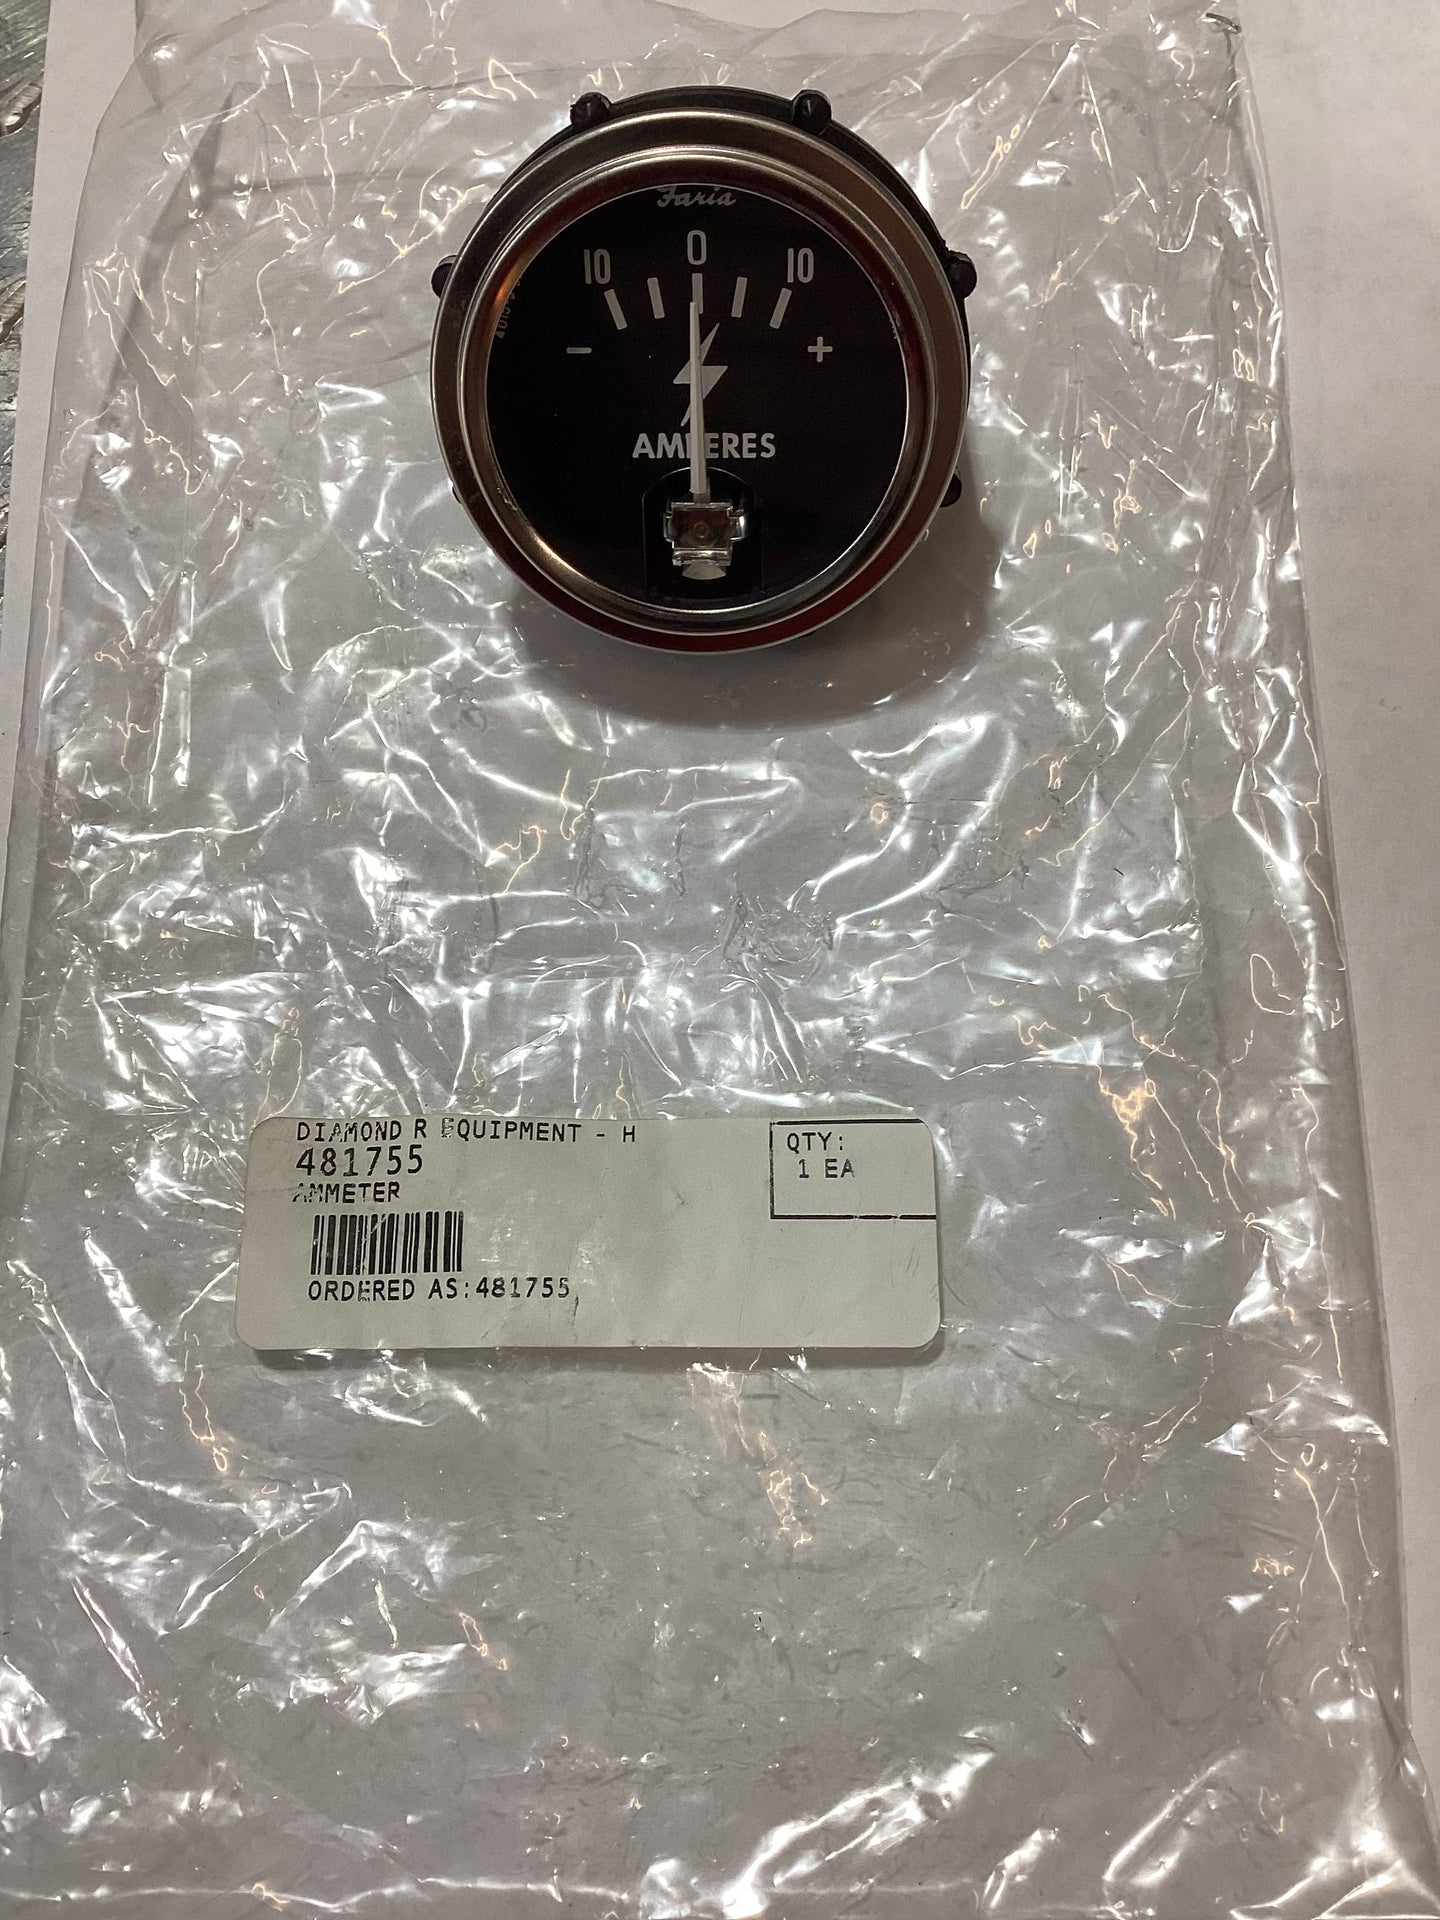 Faria
10 0 10
- +
AMPERES
DIAMOND R EQUIPMENT - H
481755
AMMETER
QTY:
1 EA
ORDERED AS:481755